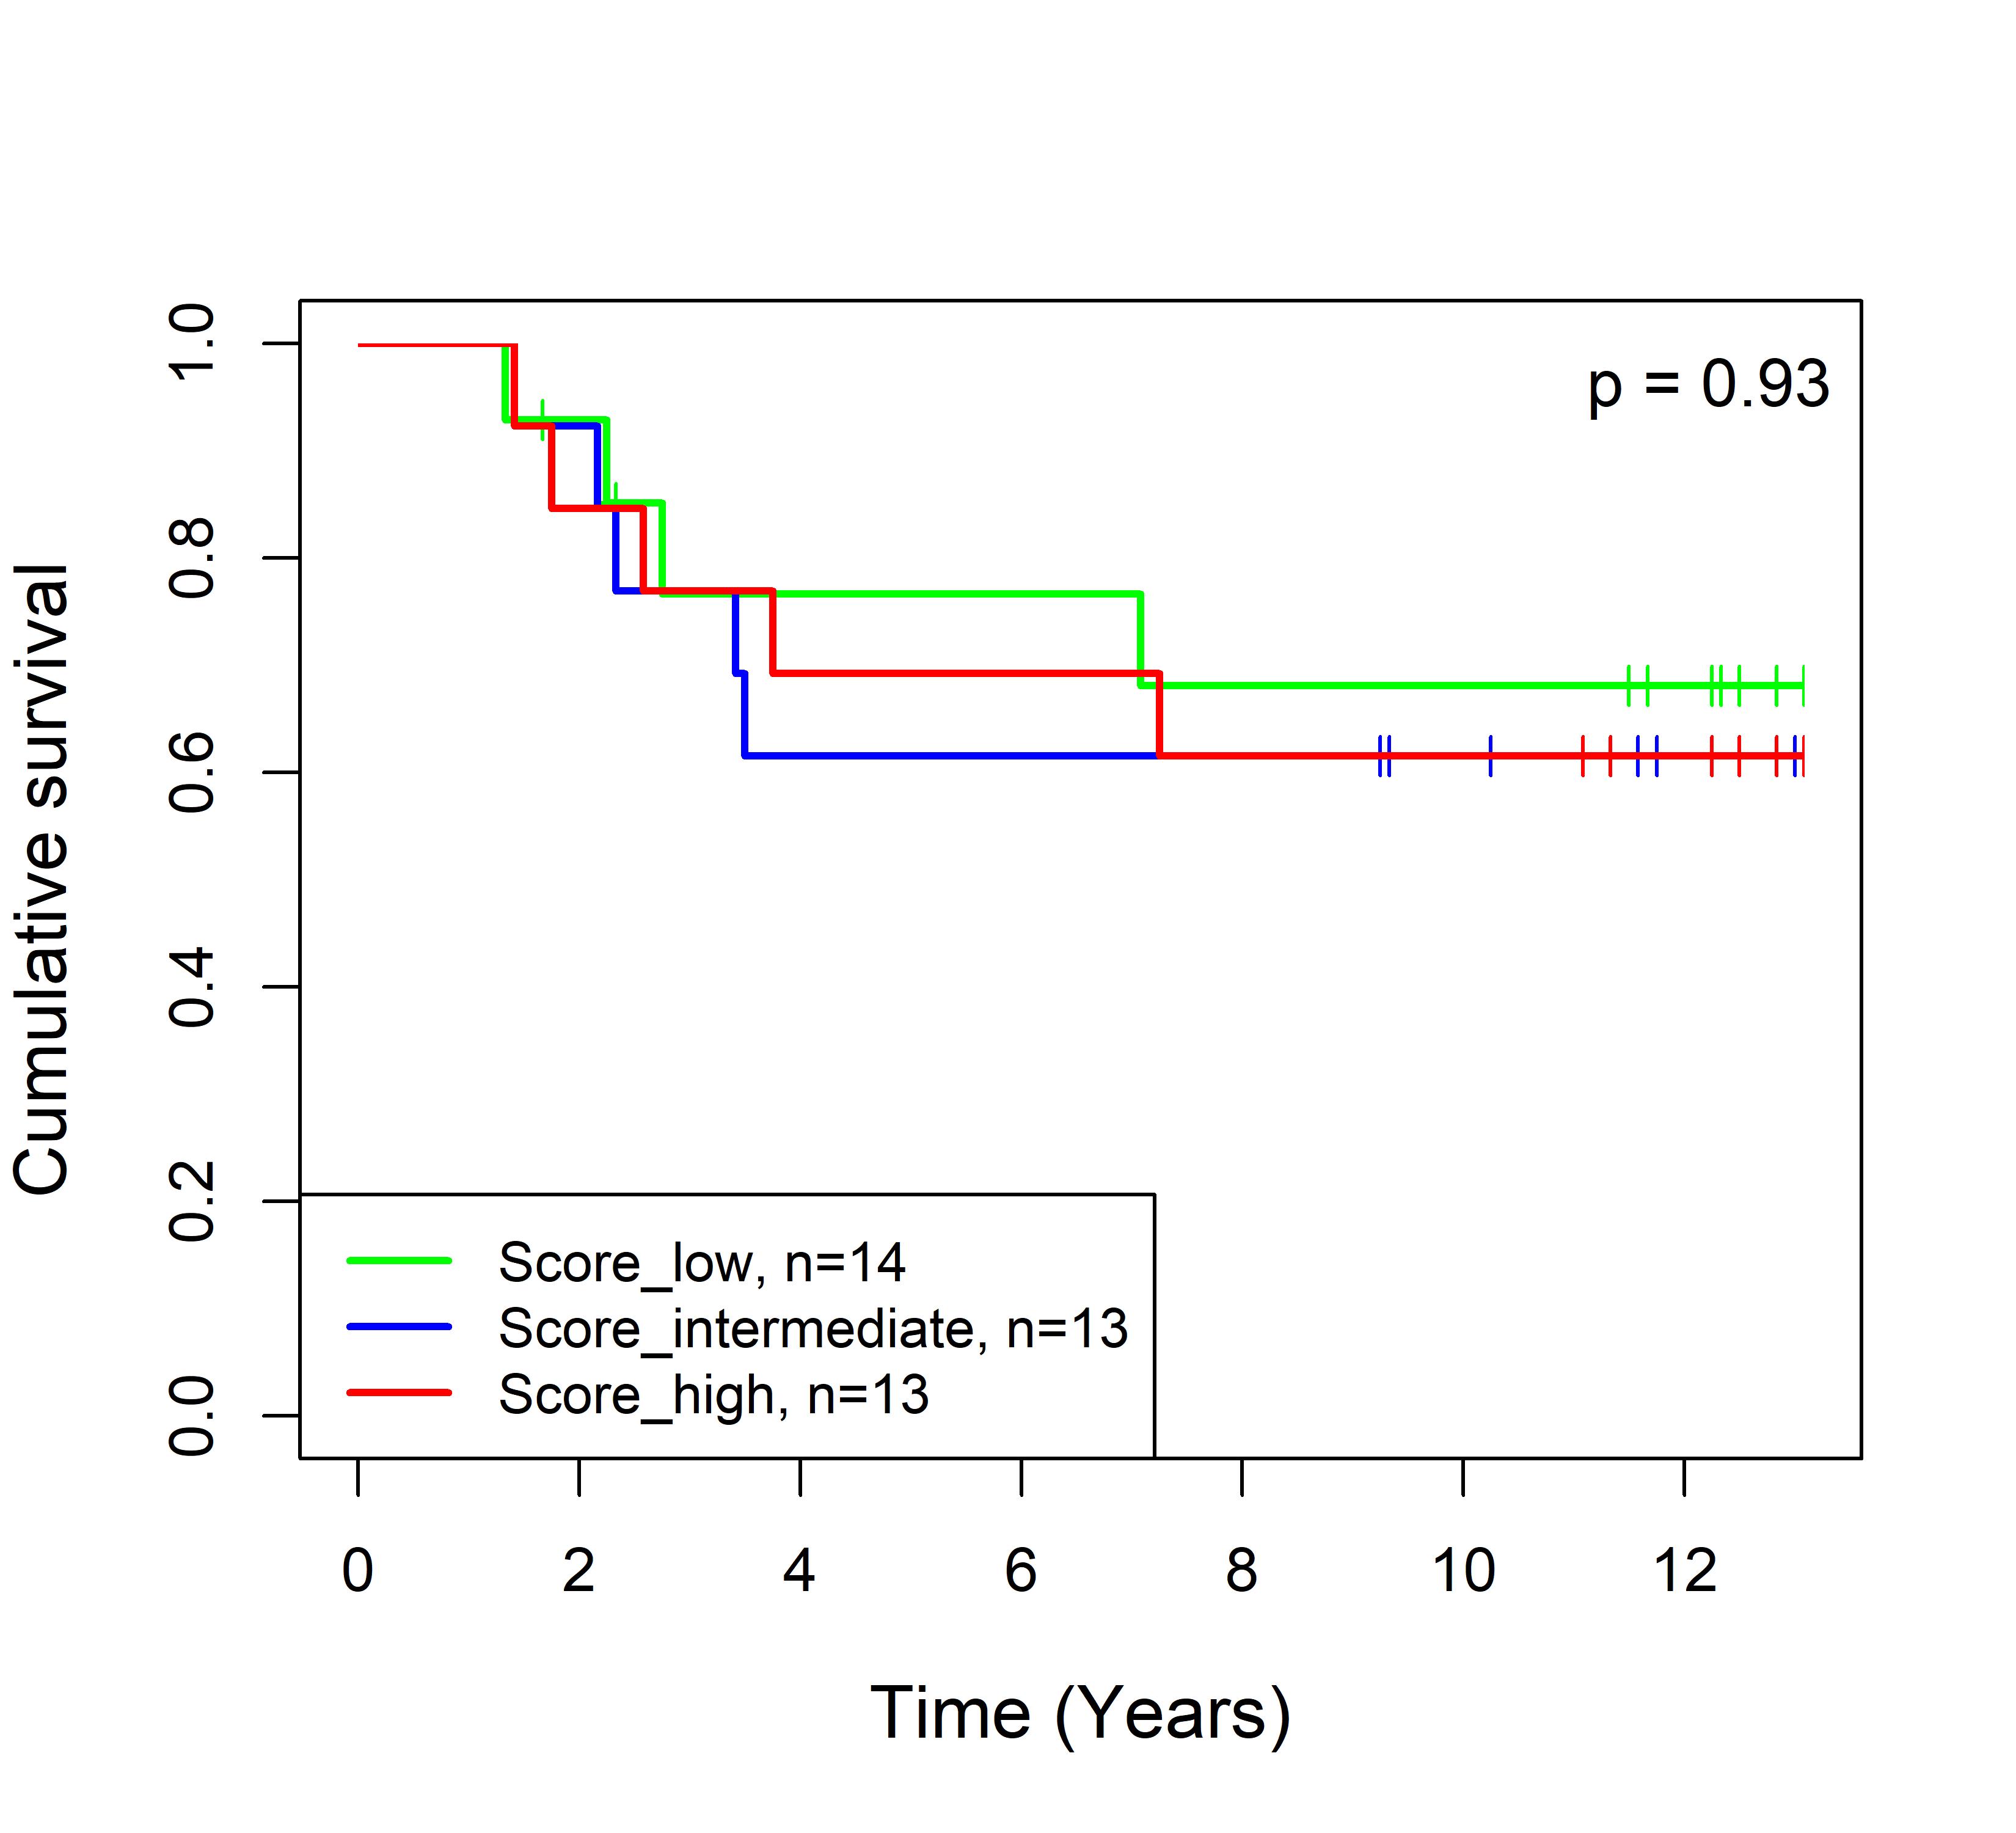 p = 0.93
Cumulative survival
1.0
0.8
0.6
0.4
0.2
0.0
Score_low, n=14
Score_intermediate, n=13
Score_high, n=13
0 2 4 6 8 10 12
Time (Years)